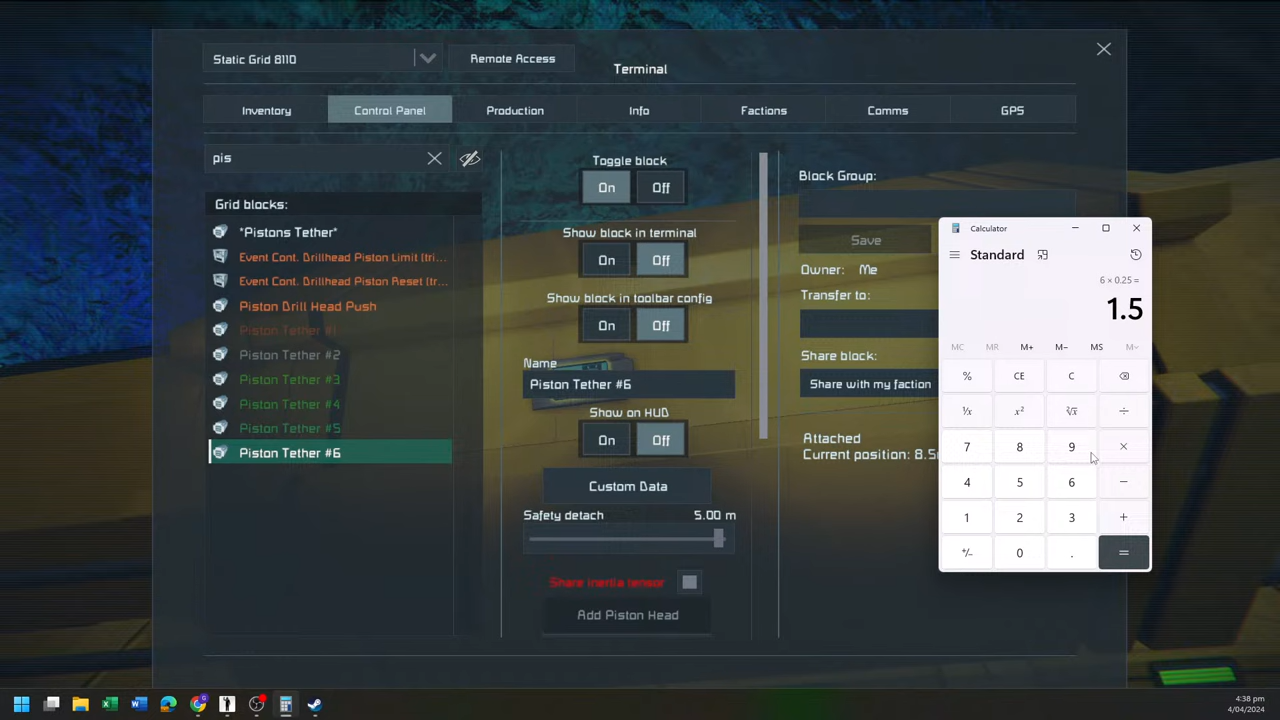 Static Grid 8110
Remote Access
Terminal
Inventory
Control Panel
Production
Info
Factions
Comms
GPS
pis
Grid blocks:
*Pistons Tether*
Event Cont. Drillhead Piston Limit (tri...
Event Cont. Drillhead Piston Reset (tr...
Piston Drill Head Push
Piston Tether #1
Piston Tether #2
Piston Tether #3
Piston Tether #4
Piston Tether #5
Piston Tether #6
Toggle block
On Off
Show block in terminal
On Off
Show block in toolbar config
On Off
Name
Piston Tether #6
Show on HUD
On Off
Custom Data
Safety detach 5.00 m
Share inertia tensor
Add Piston Head
Block Group:
Save
Owner: Me
Transfer to:
Share block:
Share with my faction
Attached
Current position: 8.5
Calculator
Standard
6 × 0.25 =
1.5
MC MR M+ M− MS M˅
% CE C
⅟x x² ²√x ÷
7 8 9 ×
4 5 6 −
1 2 3 +
+/− 0 . =
4:38 pm
4/04/2024